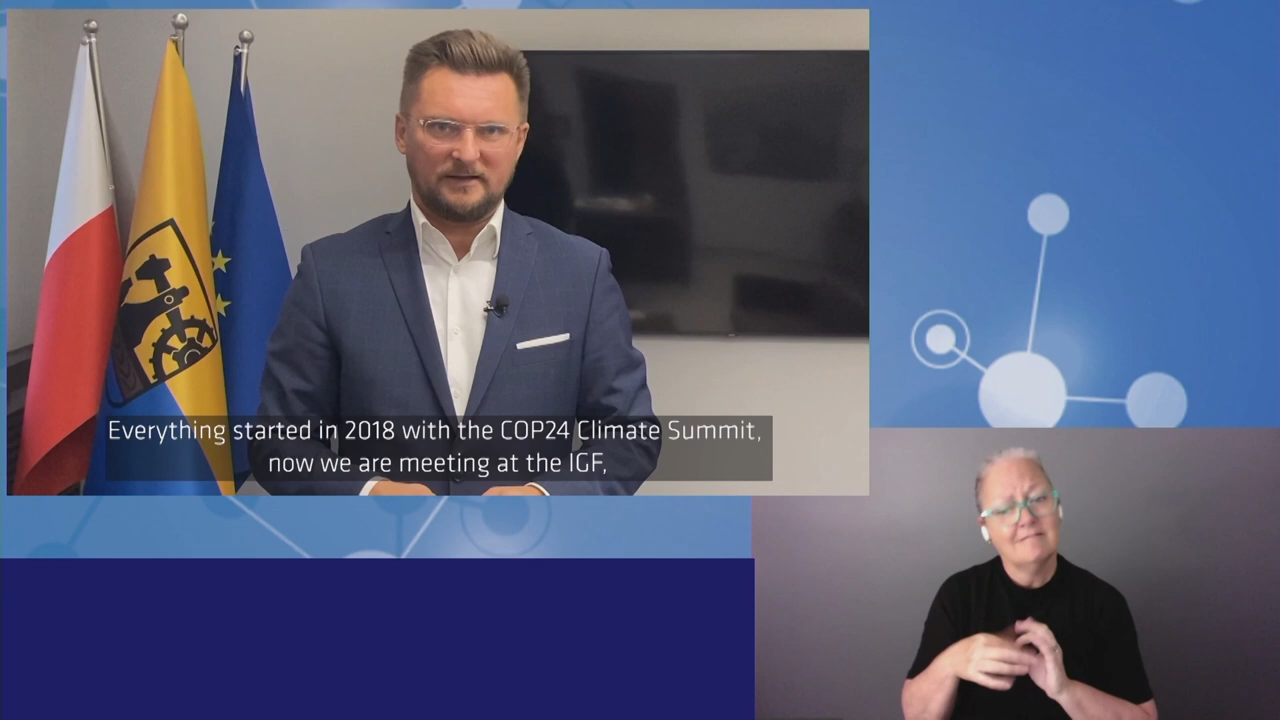 Everything started in 2018 with the COP24 Climate Summit,
now we are meeting at the IGF,